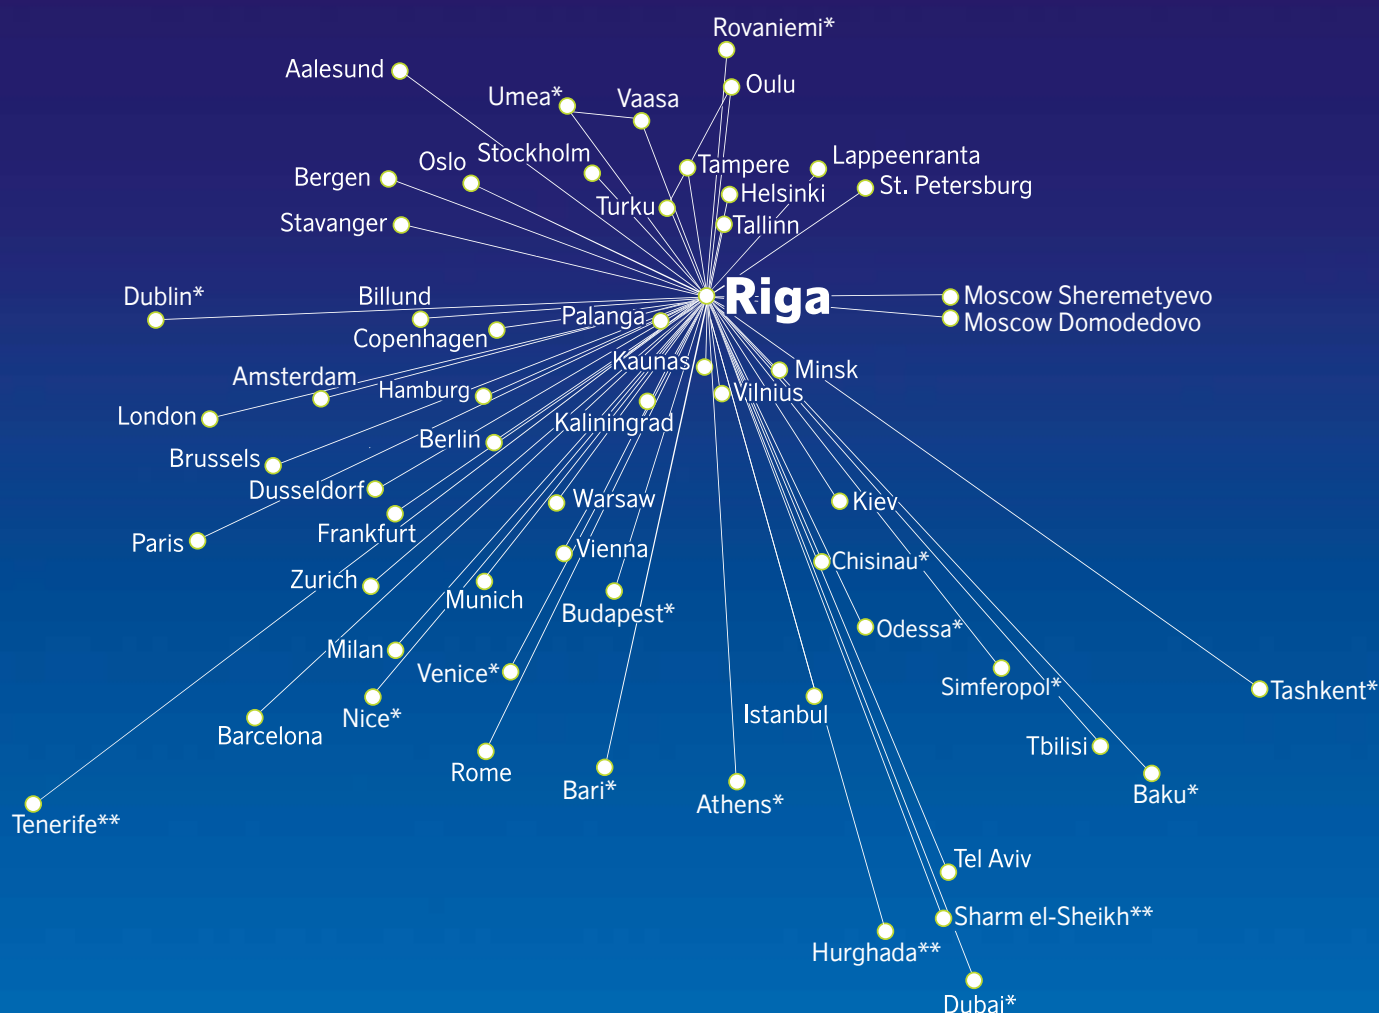 Rovaniemi*
Aalesund
Oulu
Umea*
Vaasa
Oslo
Stockholm
Tampere
Lappeenranta
Bergen
Helsinki
St. Petersburg
Turku
Stavanger
Tallinn
Dublin*
Billund
Riga
Moscow Sheremetyevo
Palanga
Moscow Domodedovo
Copenhagen
Kaunas
Minsk
Amsterdam
Hamburg
Vilnius
London
Kaliningrad
Berlin
Brussels
Dusseldorf
Warsaw
Kiev
Frankfurt
Paris
Vienna
Chisinau*
Zurich
Munich
Budapest*
Odessa*
Milan
Venice*
Simferopol*
Tashkent*
Nice*
Istanbul
Barcelona
Tbilisi
Rome
Bari*
Athens*
Baku*
Tenerife**
Tel Aviv
Sharm el-Sheikh**
Hurghada**
Dubai*